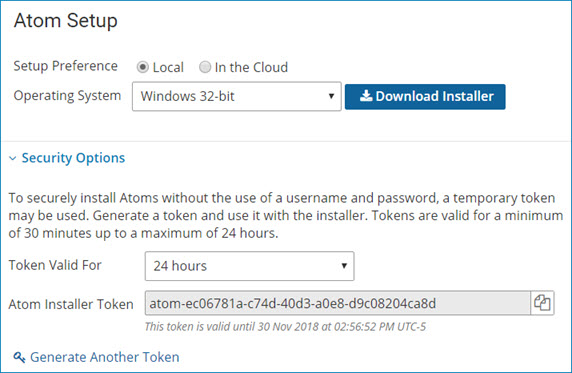 Atom Setup
Setup Preference Local In the Cloud
Operating System Windows 32-bit Download Installer
Security Options
To securely install Atoms without the use of a username and password, a temporary token
may be used. Generate a token and use it with the installer. Tokens are valid for a minimum
of 30 minutes up to a maximum of 24 hours.
Token Valid For 24 hours
Atom Installer Token atom-ec06781a-c74d-40d3-a0e8-d9c08204ca8d
This token is valid until 30 Nov 2018 at 02:56:52 PM UTC-5
Generate Another Token